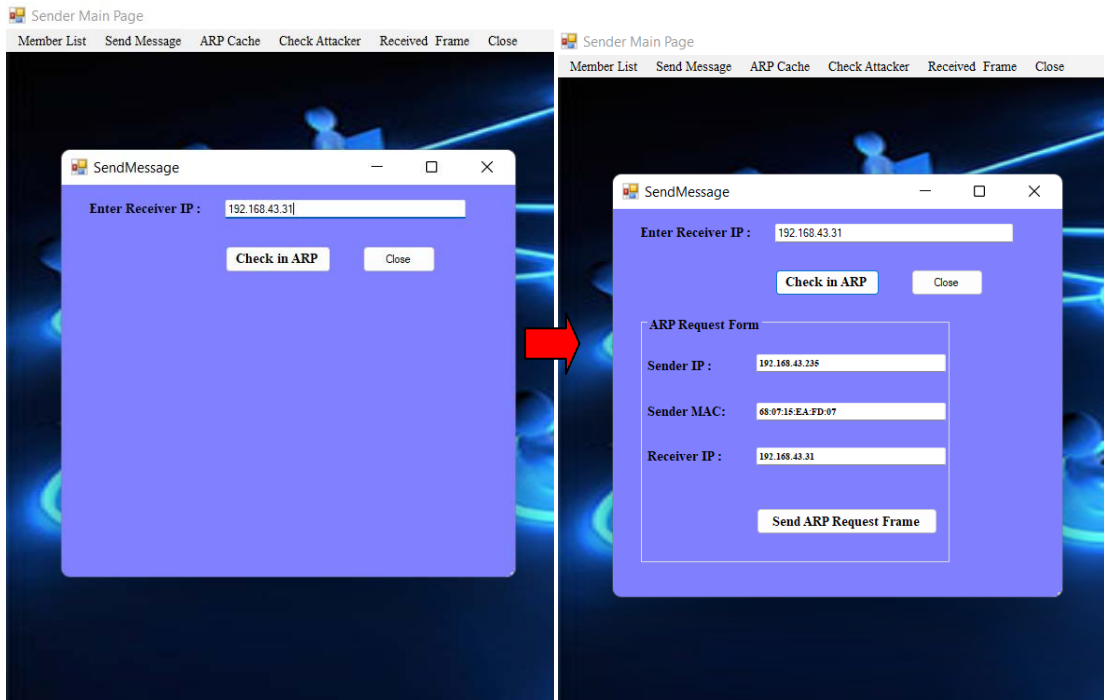 Sender Main Page
Member List Send Message ARP Cache Check Attacker Received Frame Close
SendMessage
Enter Receiver IP : 192.168.43.31
Check in ARP Close
Sender Main Page
Member List Send Message ARP Cache Check Attacker Received Frame Close
SendMessage
Enter Receiver IP : 192.168.43.31
Check in ARP Close
ARP Request Form
Sender IP : 192.168.43.235
Sender MAC: 68:07:15:EA:FD:07
Receiver IP : 192.168.43.31
Send ARP Request Frame